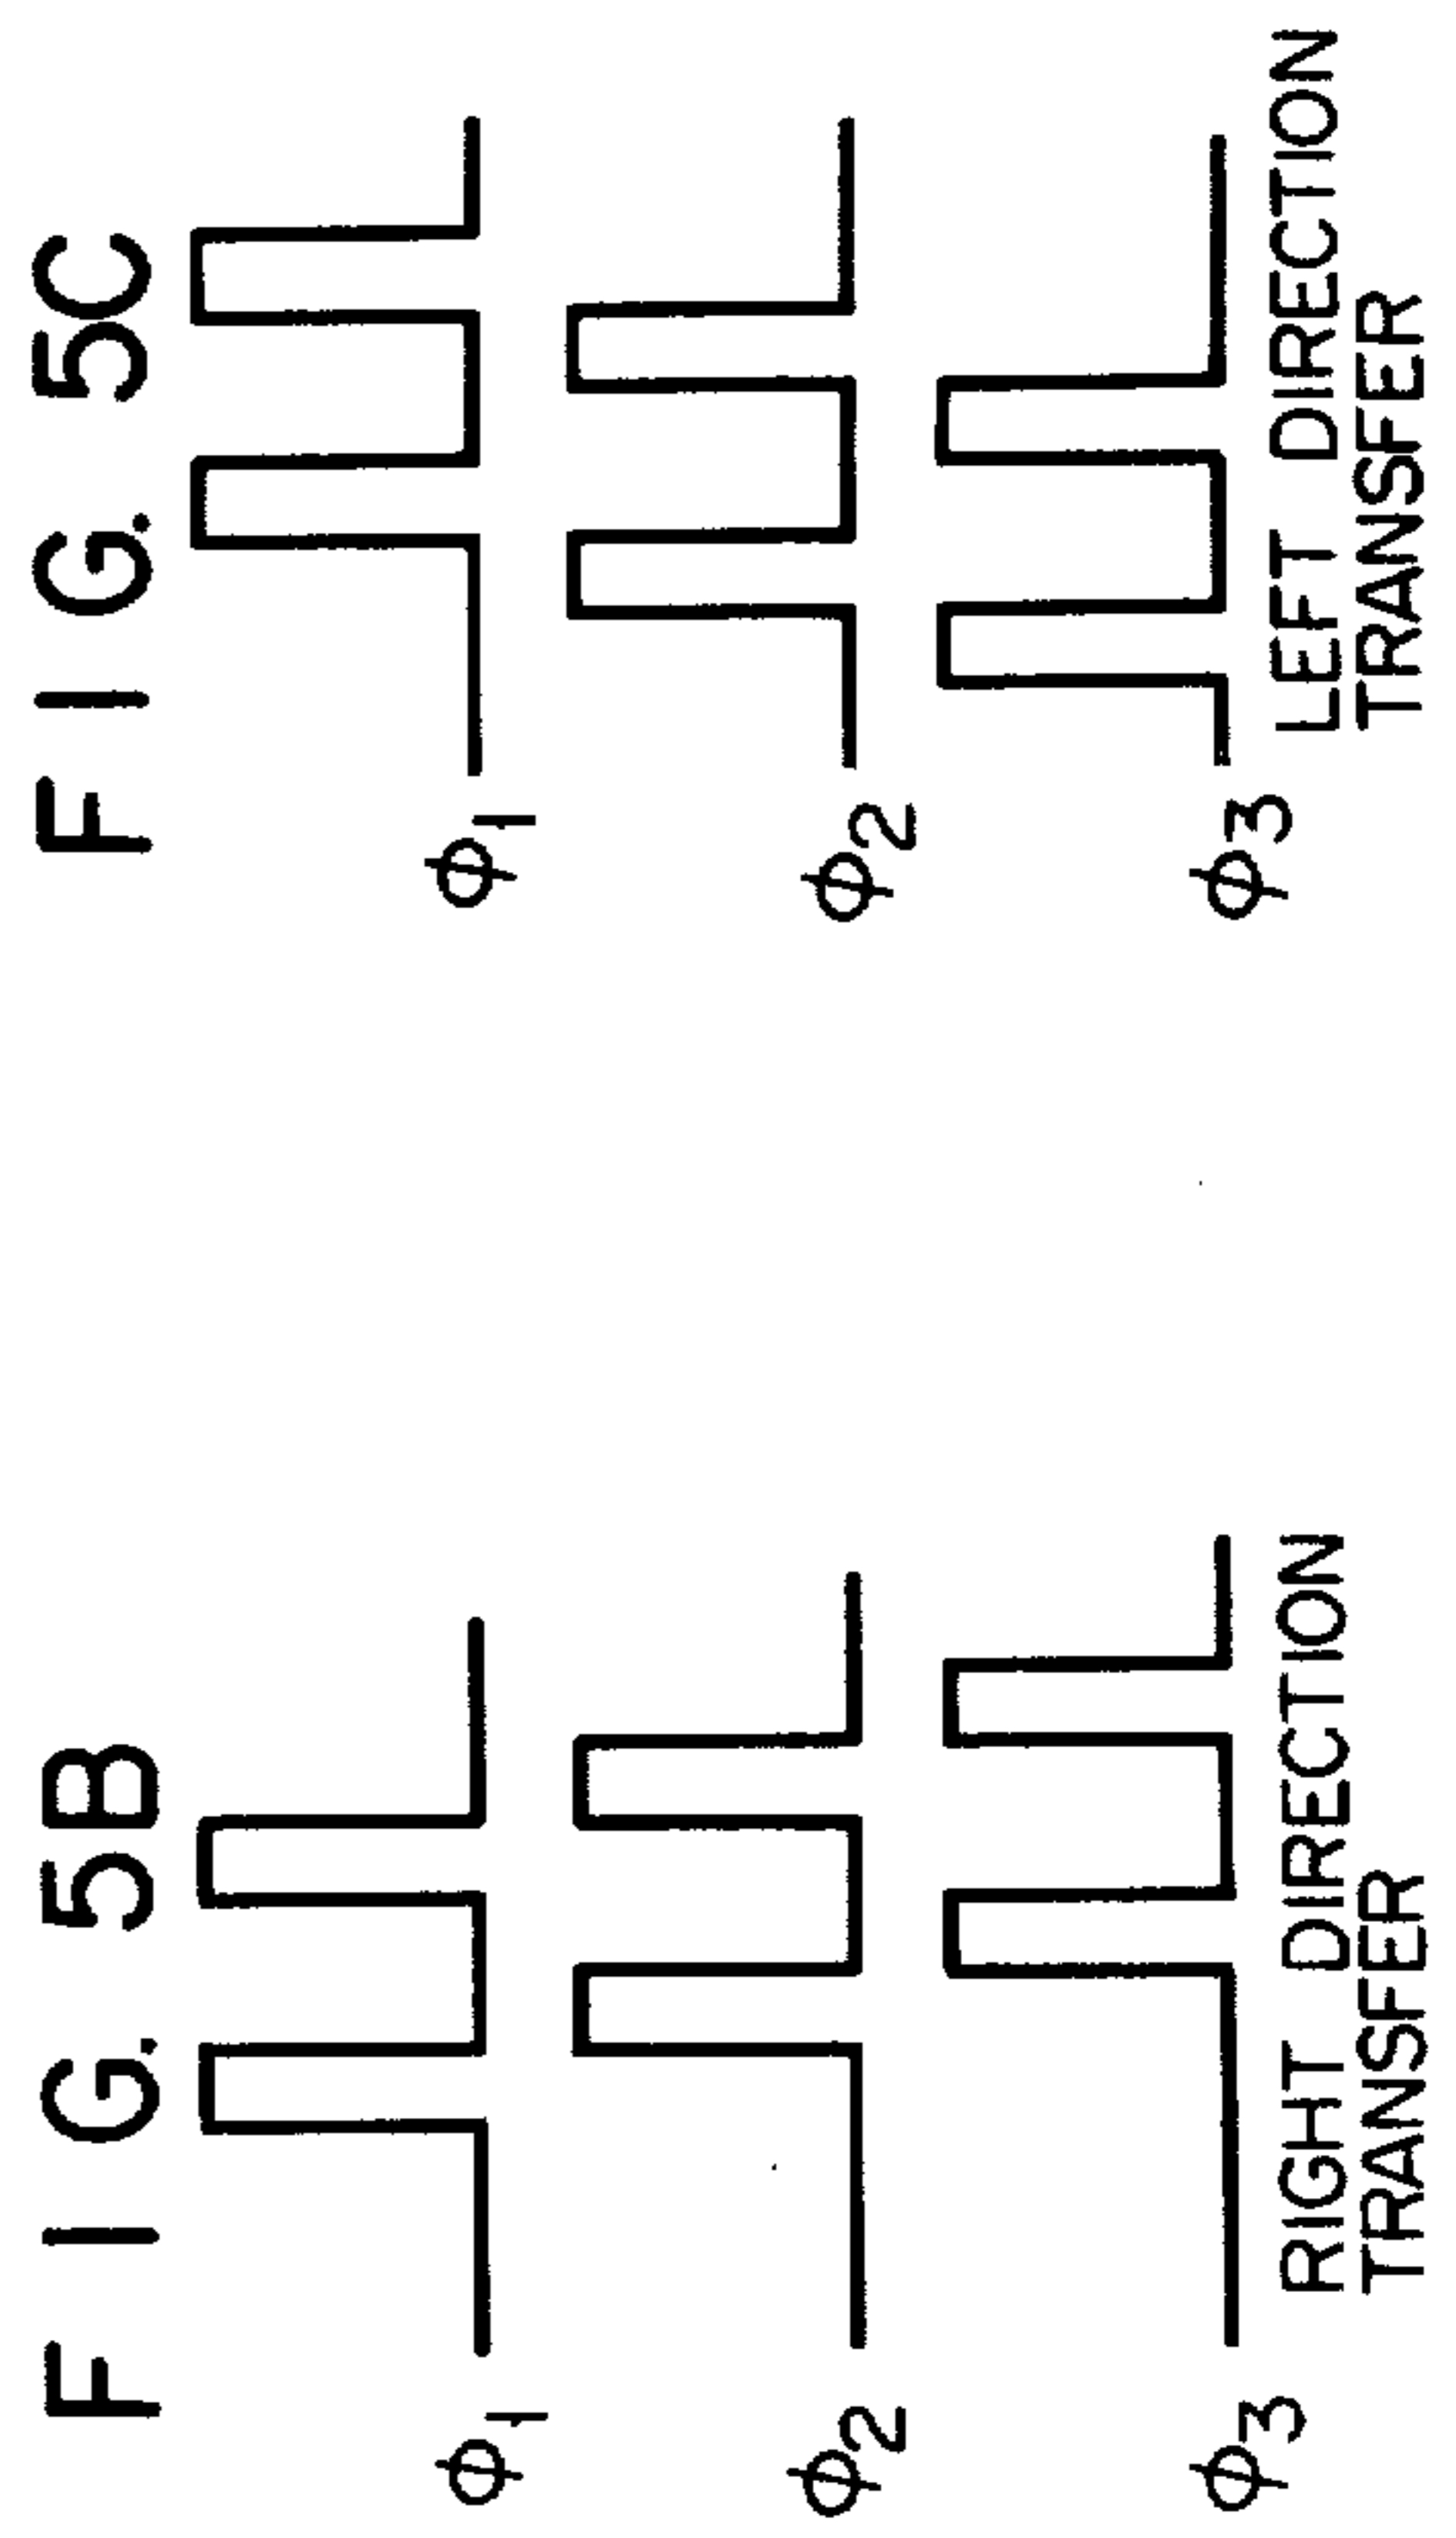 FIG. 5B
ϕ1
ϕ2
ϕ3
RIGHT DIRECTION
TRANSFER
FIG. 5C
ϕ1
ϕ2
ϕ3
LEFT DIRECTION
TRANSFER